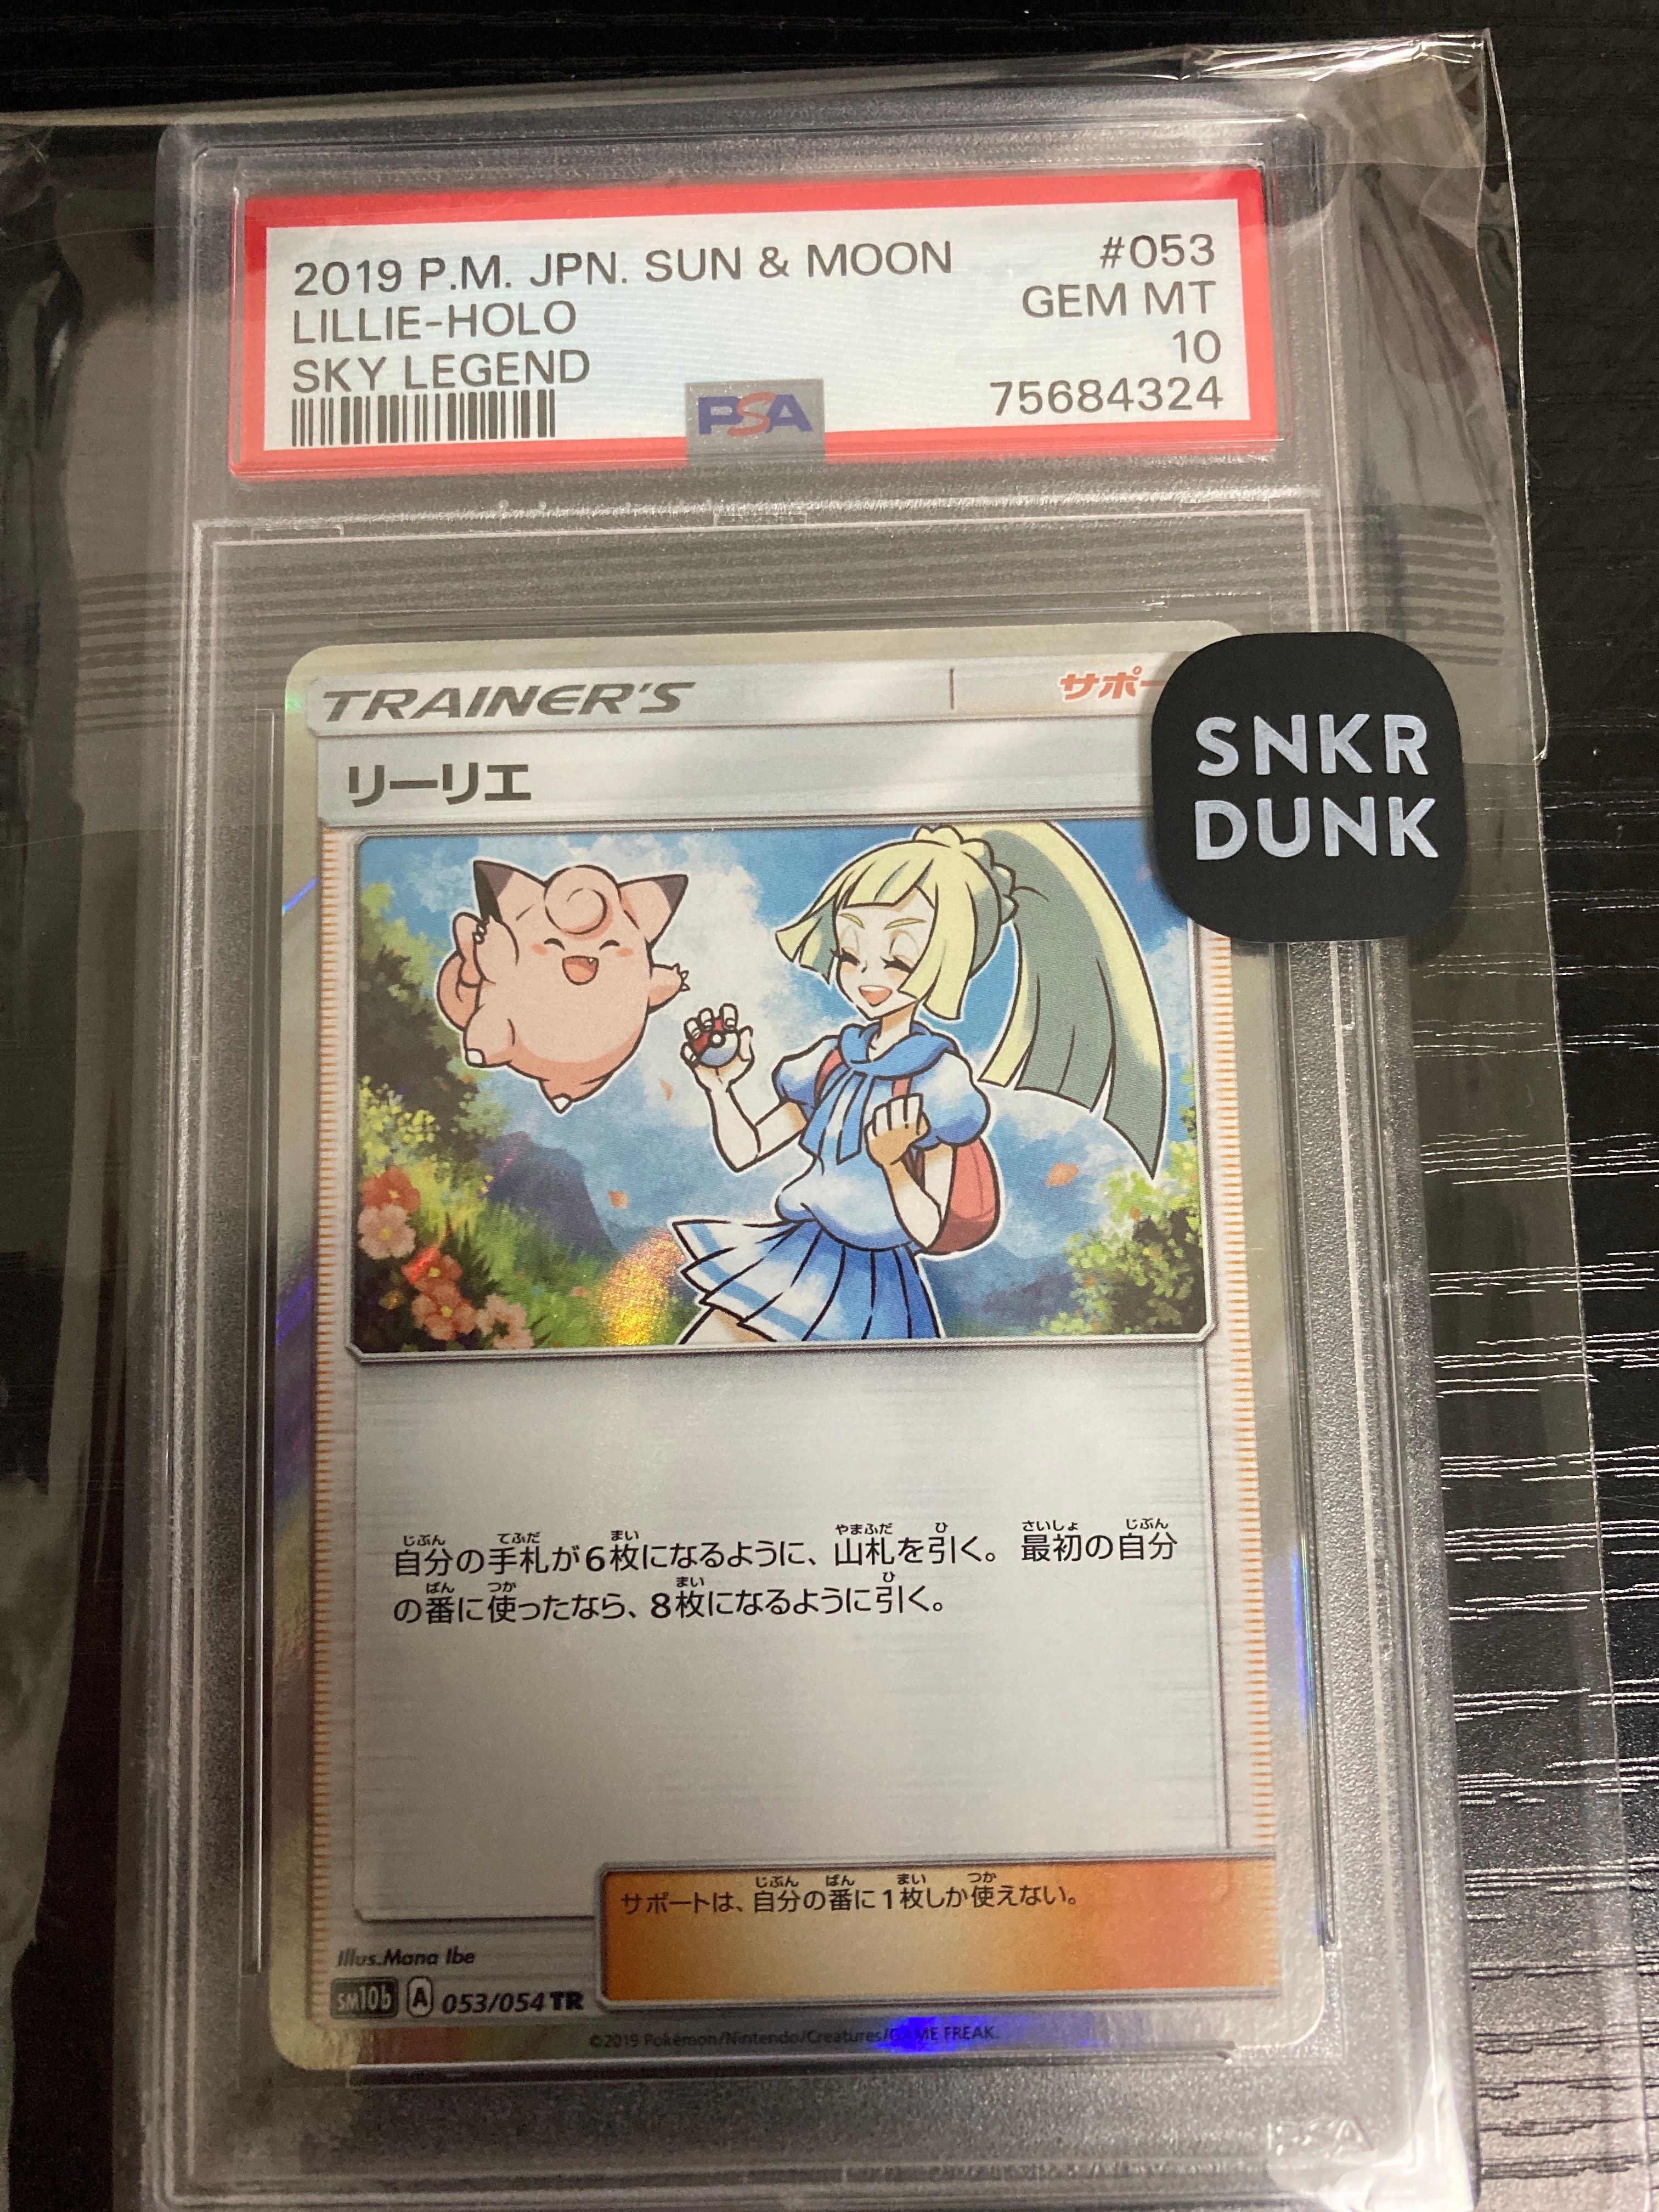 2019 P.M. JPN. SUN & MOON #053
LILLIE-HOLO GEM MT
SKY LEGEND 10
PSA 75684324
TRAINER'S サポー
リーリエ
SNKR
DUNK
自分の手札が6枚になるように、山札を引く。最初の自分
の番に使ったなら、8枚になるように引く。
サポートは、自分の番に1枚しか使えない。
Illus.Mana Ibe
SM10b A 053/054 TR
©2019 Pokémon/Nintendo/Creatures/GAME FREAK.
PSA